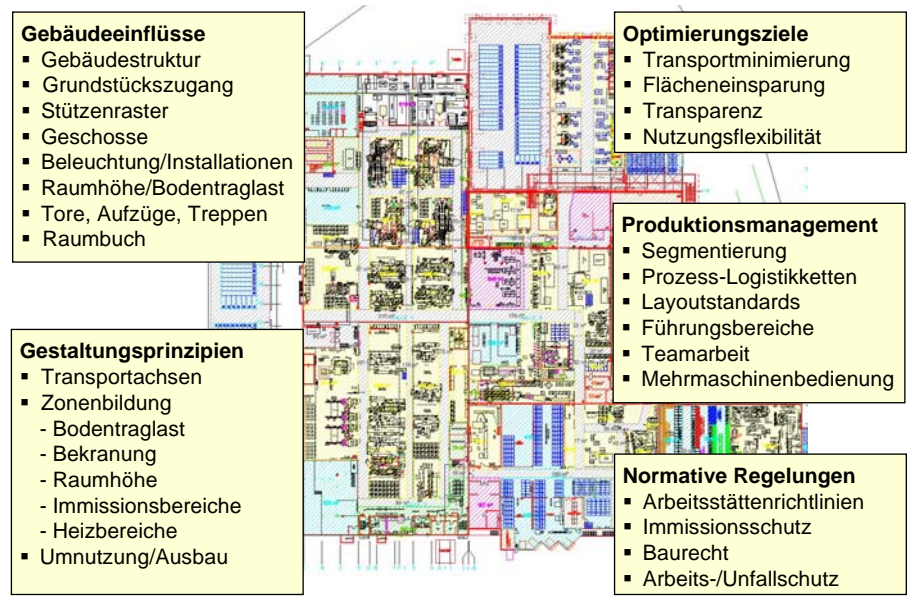 Gebäudeeinflüsse
▪ Gebäudestruktur
▪ Grundstückszugang
▪ Stützenraster
▪ Geschosse
▪ Beleuchtung/Installationen
▪ Raumhöhe/Bodentraglast
▪ Tore, Aufzüge, Treppen
▪ Raumbuch
Gestaltungsprinzipien
▪ Transportachsen
▪ Zonenbildung
- Bodentraglast
- Bekranung
- Raumhöhe
- Immissionsbereiche
- Heizbereiche
▪ Umnutzung/Ausbau
Optimierungsziele
▪ Transportminimierung
▪ Flächeneinsparung
▪ Transparenz
▪ Nutzungsflexibilität
Produktionsmanagement
▪ Segmentierung
▪ Prozess-Logistikketten
▪ Layoutstandards
▪ Führungsbereiche
▪ Teamarbeit
▪ Mehrmaschinenbedienung
Normative Regelungen
▪ Arbeitsstättenrichtlinien
▪ Immissionsschutz
▪ Baurecht
▪ Arbeits-/Unfallschutz